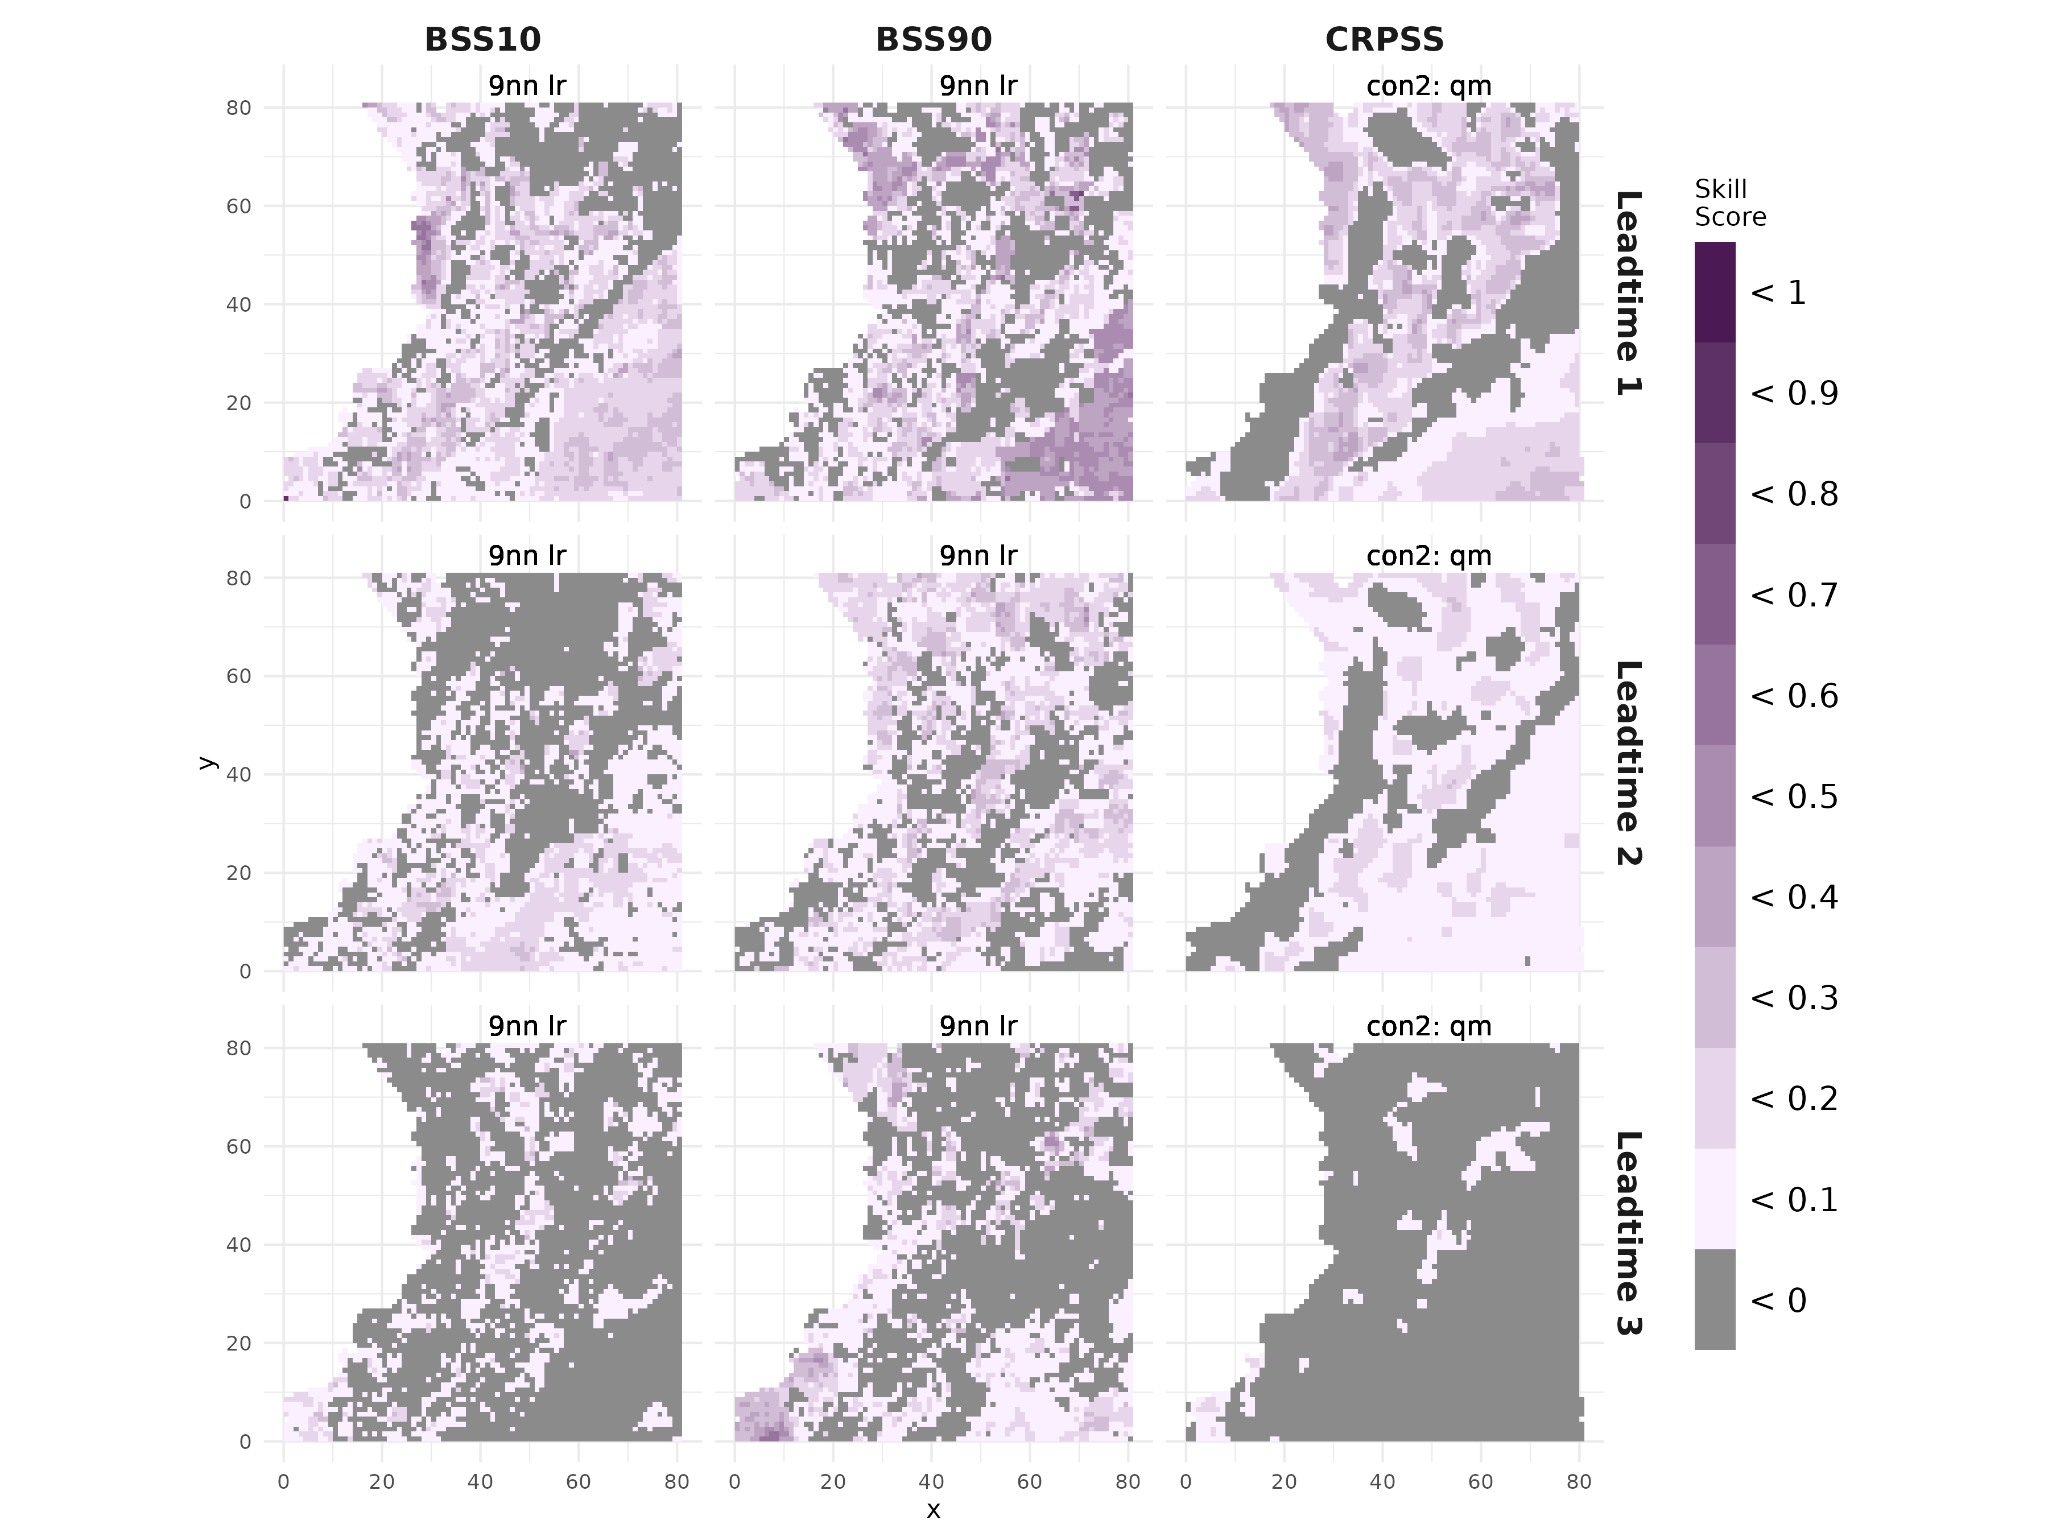 BSS10 BSS90 CRPSS
9nn lr 9nn lr con2: qm
80
60
40
20
0
Leadtime 1
9nn lr 9nn lr con2: qm
80
60
40
20
0
Leadtime 2
9nn lr 9nn lr con2: qm
80
60
40
20
0
Leadtime 3
0 20 40 60 80 0 20 40 60 80 0 20 40 60 80
x
y
Skill
Score
< 1
< 0.9
< 0.8
< 0.7
< 0.6
< 0.5
< 0.4
< 0.3
< 0.2
< 0.1
< 0